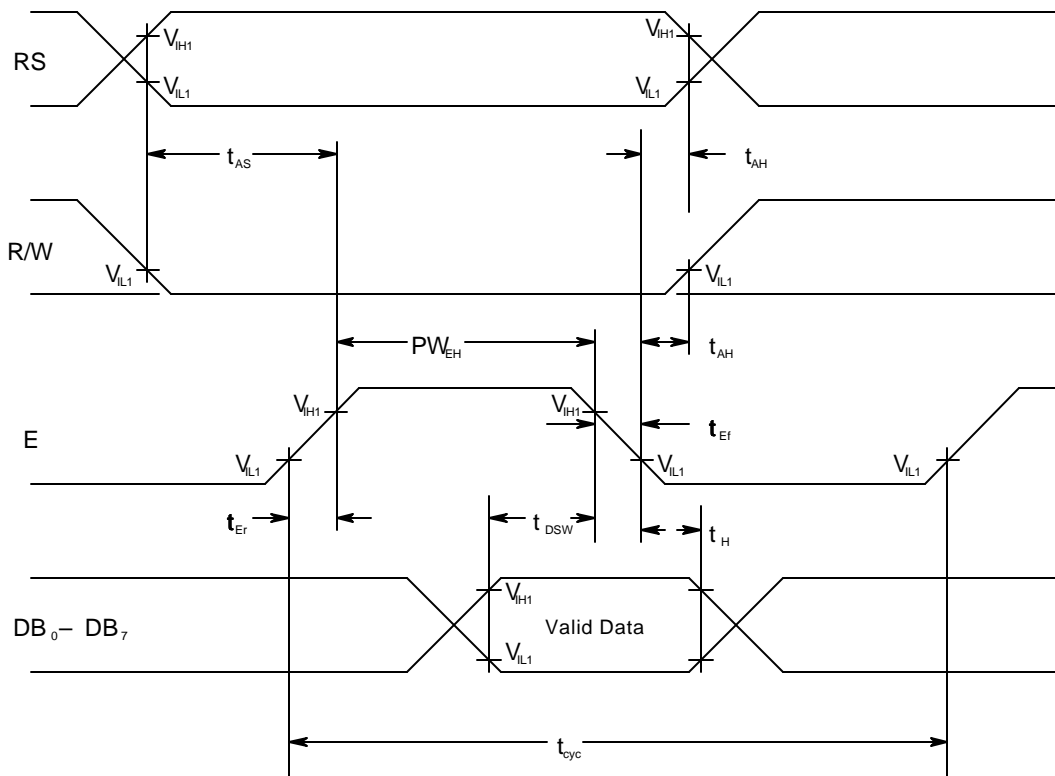 V_IH1 V_IH1
RS
V_IL1 V_IL1
t_AS t_AH
R/W
V_IL1 V_IL1
PW_EH t_AH
V_IH1 V_IH1
t_Ef
E
V_IL1 V_IL1 V_IL1
t_Er t_DSW t_H
V_IH1
DB_0– DB_7 Valid Data
V_IL1
t_cyc